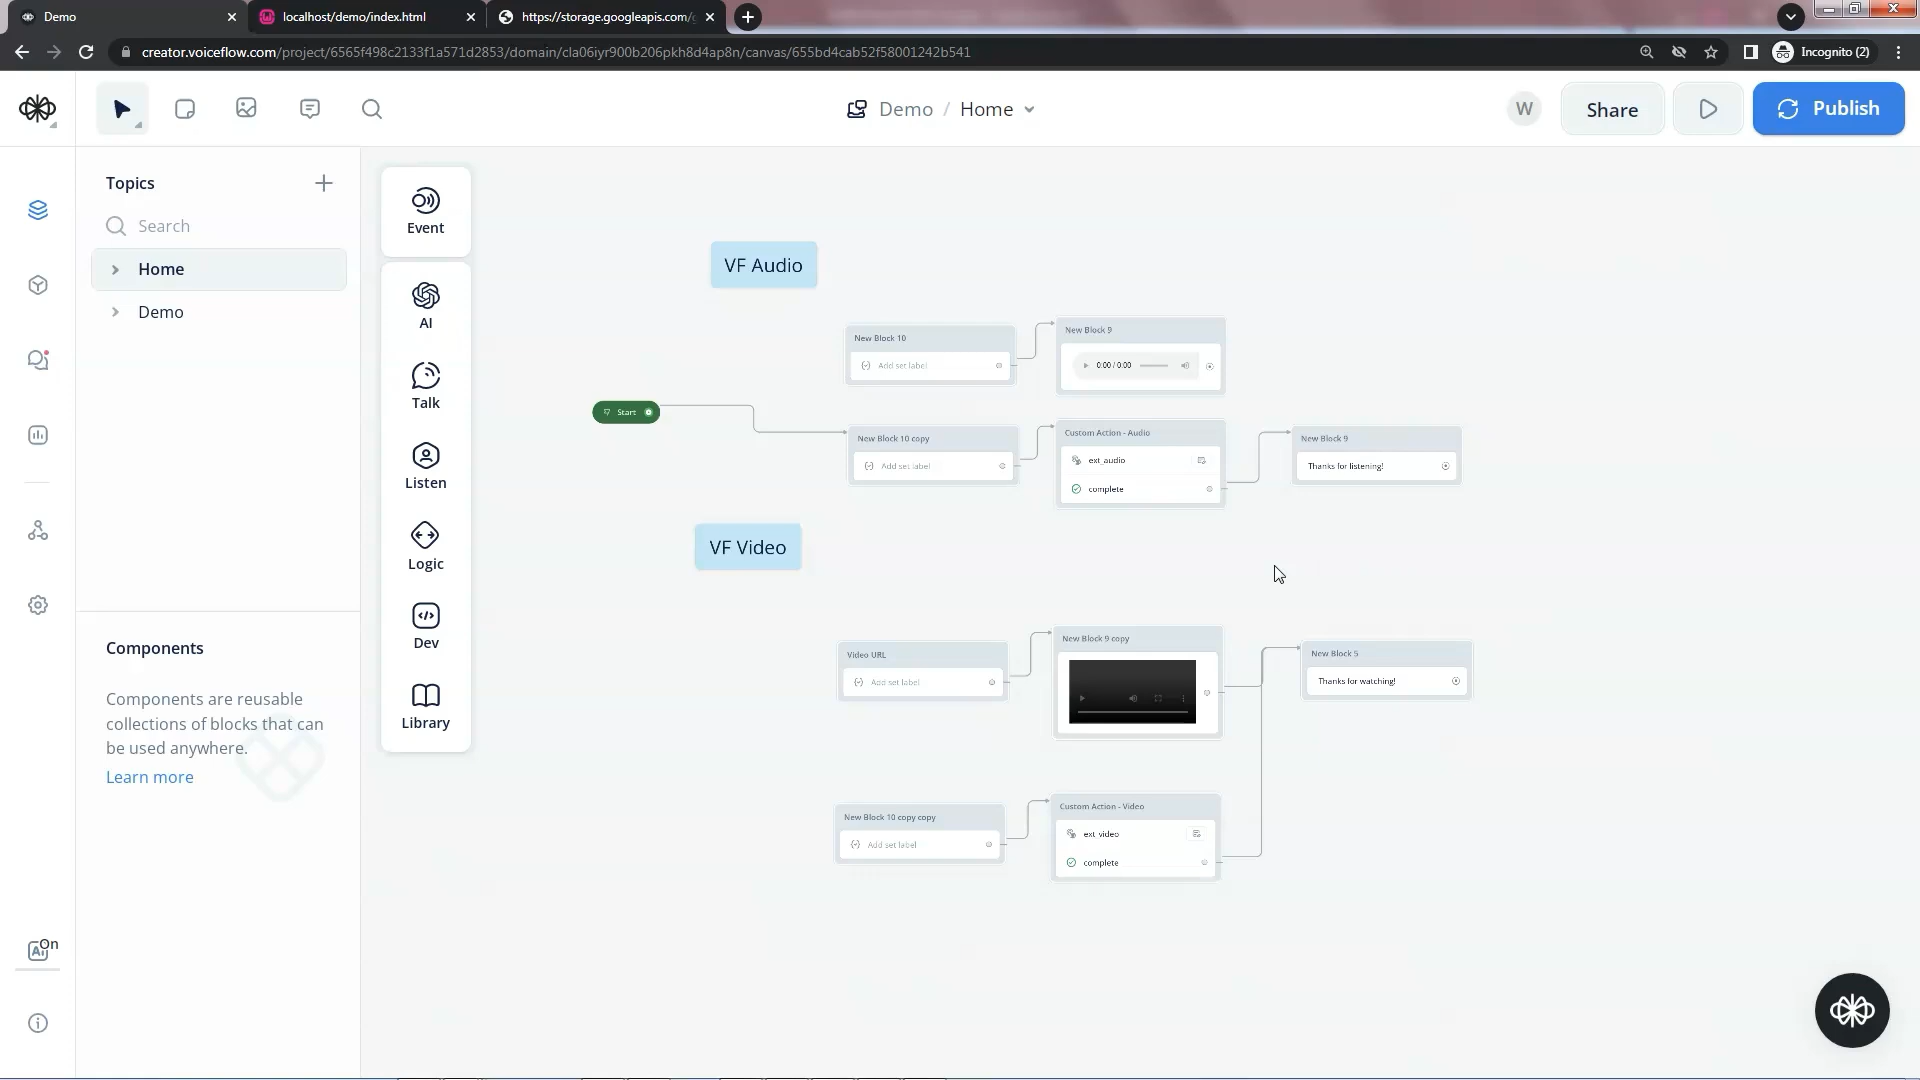 Demo
localhost/demo/index.html
https://storage.googleapis.com/
creator.voiceflow.com/project/6565f498c2133f1a571d2853/domain/cla06iyr900b206pkh8d4ap8n/canvas/655bd4cab52f58001242b541
Incognito (2)
Demo / Home
W
Share
Publish
Topics
Search
Home
Demo
Components
Components are reusable
collections of blocks that can
be used anywhere.
Learn more
On
Ai
Event
AI
Talk
Listen
Logic
Dev
Library
VF Audio
New Block 10
Add set label
New Block 9
0:00 / 0:00
Start
New Block 10 copy
Add set label
Custom Action - Audio
ext_audio
complete
New Block 9
Thanks for listening!
VF Video
Video URL
Add set label
New Block 9 copy
New Block 5
Thanks for watching!
New Block 10 copy copy
Add set label
Custom Action - Video
ext_video
complete